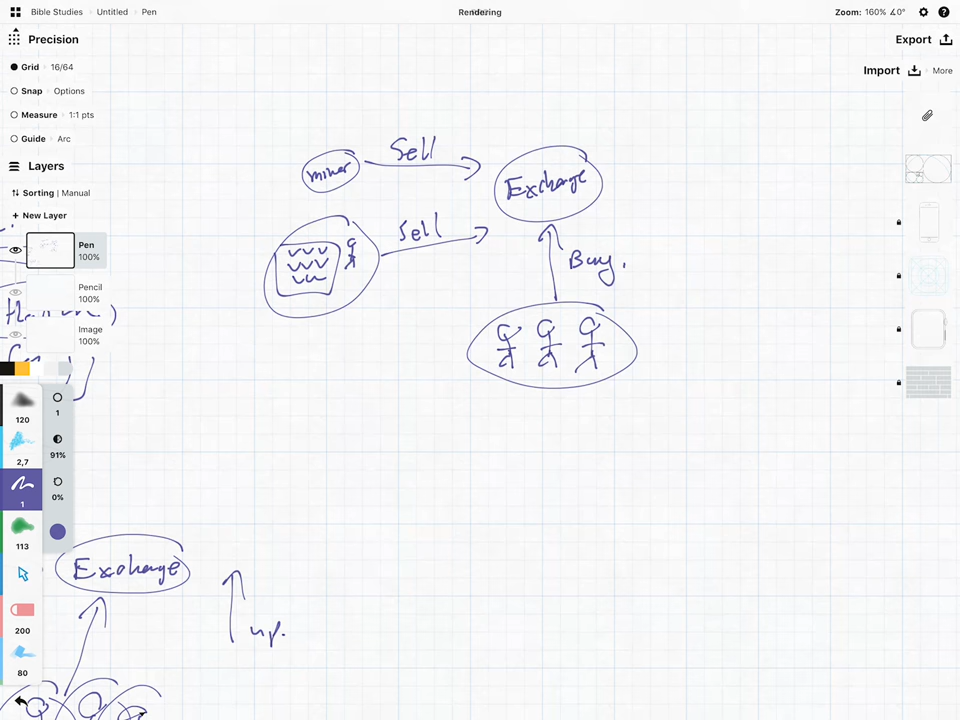 Bible Studies Untitled Pen
Rendering
Zoom: 160% ∡0°
Precision
Export
Grid 16/64
Import
More
Snap Options
Measure 1:1 pts
Guide Arc
Layers
Sorting | Manual
+ New Layer
Pen
100%
Pencil
100%
Image
100%
120
2,7
1
113
200
80
1
91%
0%
miner
Sell
Exchange
Sell
Buy.
Exchange
up.